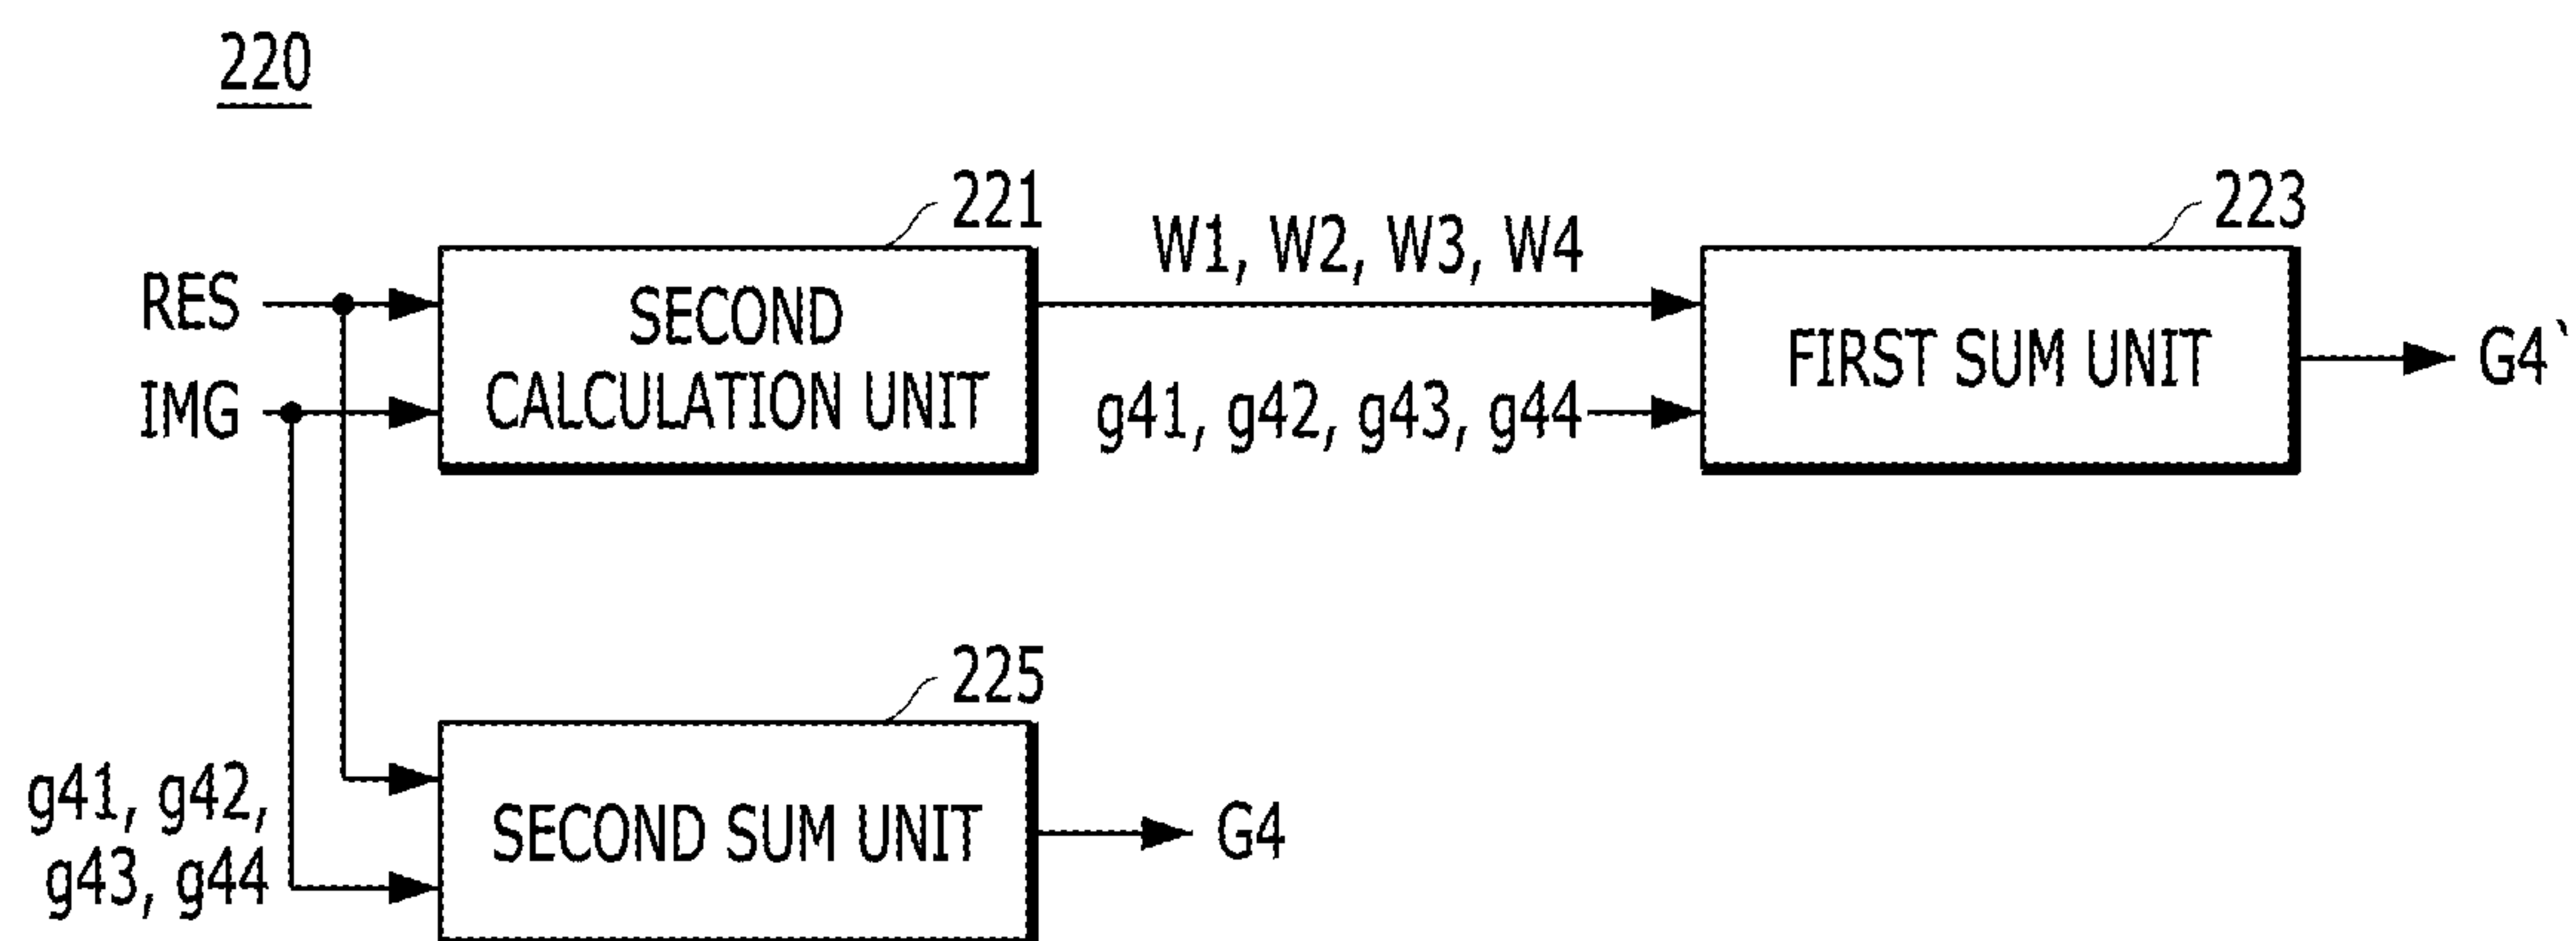 220
221
223
W1, W2, W3, W4
RES
SECOND
CALCULATION UNIT
FIRST SUM UNIT
G4`
IMG
g41, g42, g43, g44
225
g41, g42,
g43, g44
SECOND SUM UNIT
G4